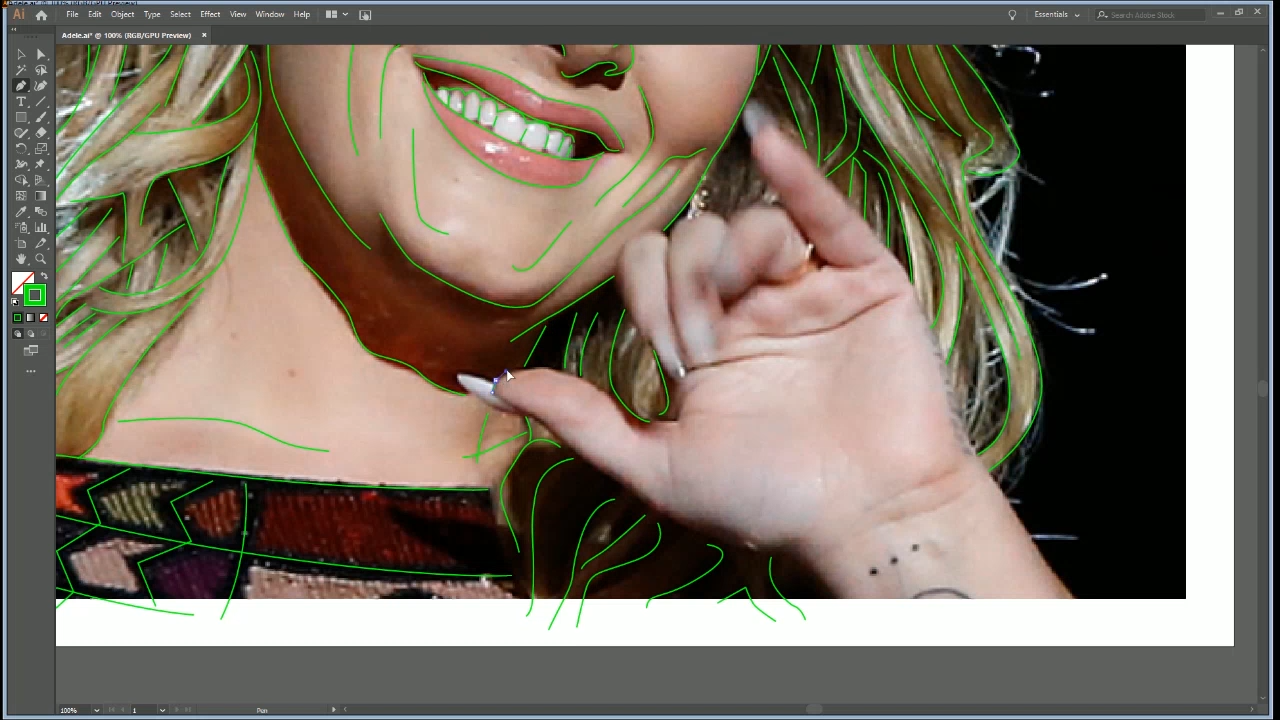 Ai File Edit Object Type Select Effect View Window Help Essentials Search Adobe Stock
Adele.ai* @ 100% (RGB/GPU Preview) ×
100% 1 Pen